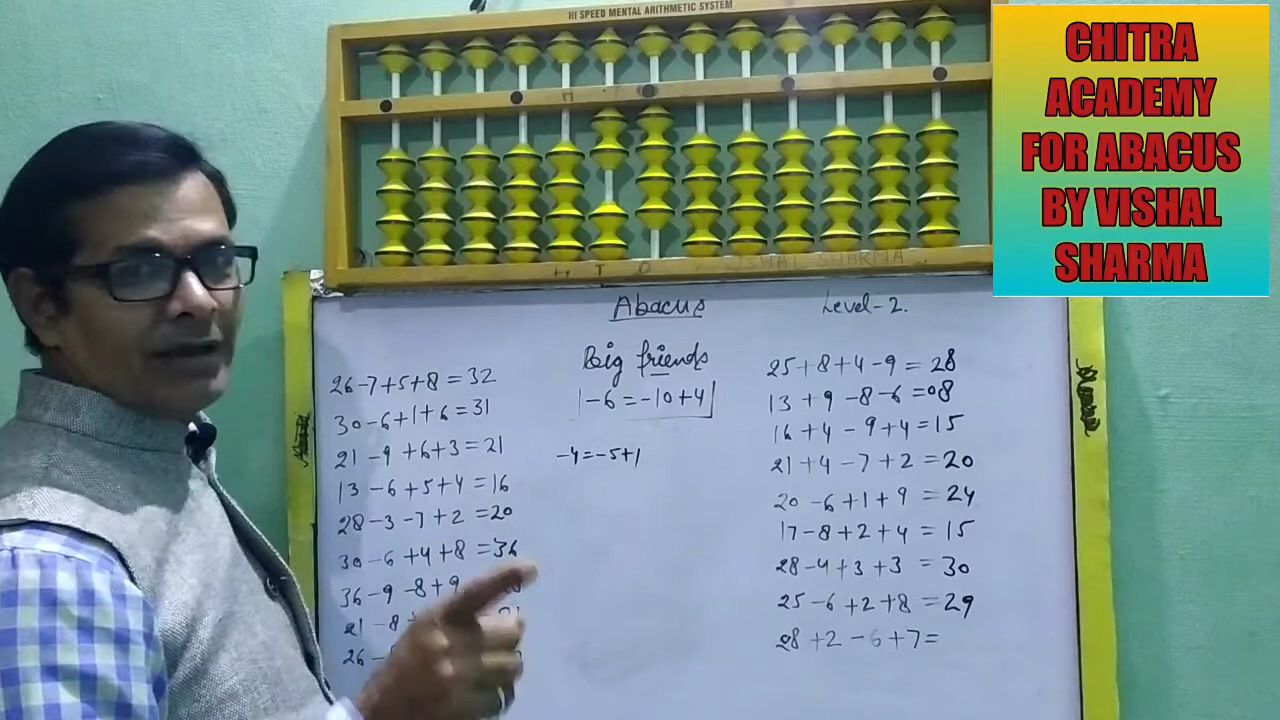 HI SPEED MENTAL ARITHMETIC SYSTEM
CHITRA
ACADEMY
FOR ABACUS
BY VISHAL
SHARMA
H T O VISHAL SHARMA
Abacus
Level-2.
Big friends
-6 = -10+4
-4=-5+1
26-7+5+8=32
30-6+1+6=31
21-9+6+3=21
13-6+5+4=16
28-3-7+2=20
30-6+4+8=36
36-9-8+9
21-8
26-
25+8+4-9=28
13+9-8-6=08
16+4-9+4=15
21+4-7+2=20
20-6+1+9=24
17-8+2+4=15
28-4+3+3=30
25-6+2+8=29
28+2-6+7=